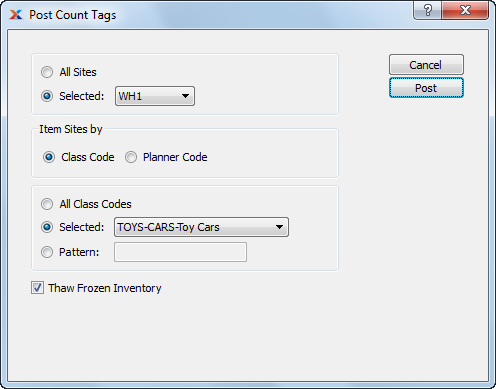 Post Count Tags
?
All Sites
Selected: WH1
Cancel
Post
Item Sites by
Class Code Planner Code
All Class Codes
Selected: TOYS-CARS-Toy Cars
Pattern:
Thaw Frozen Inventory